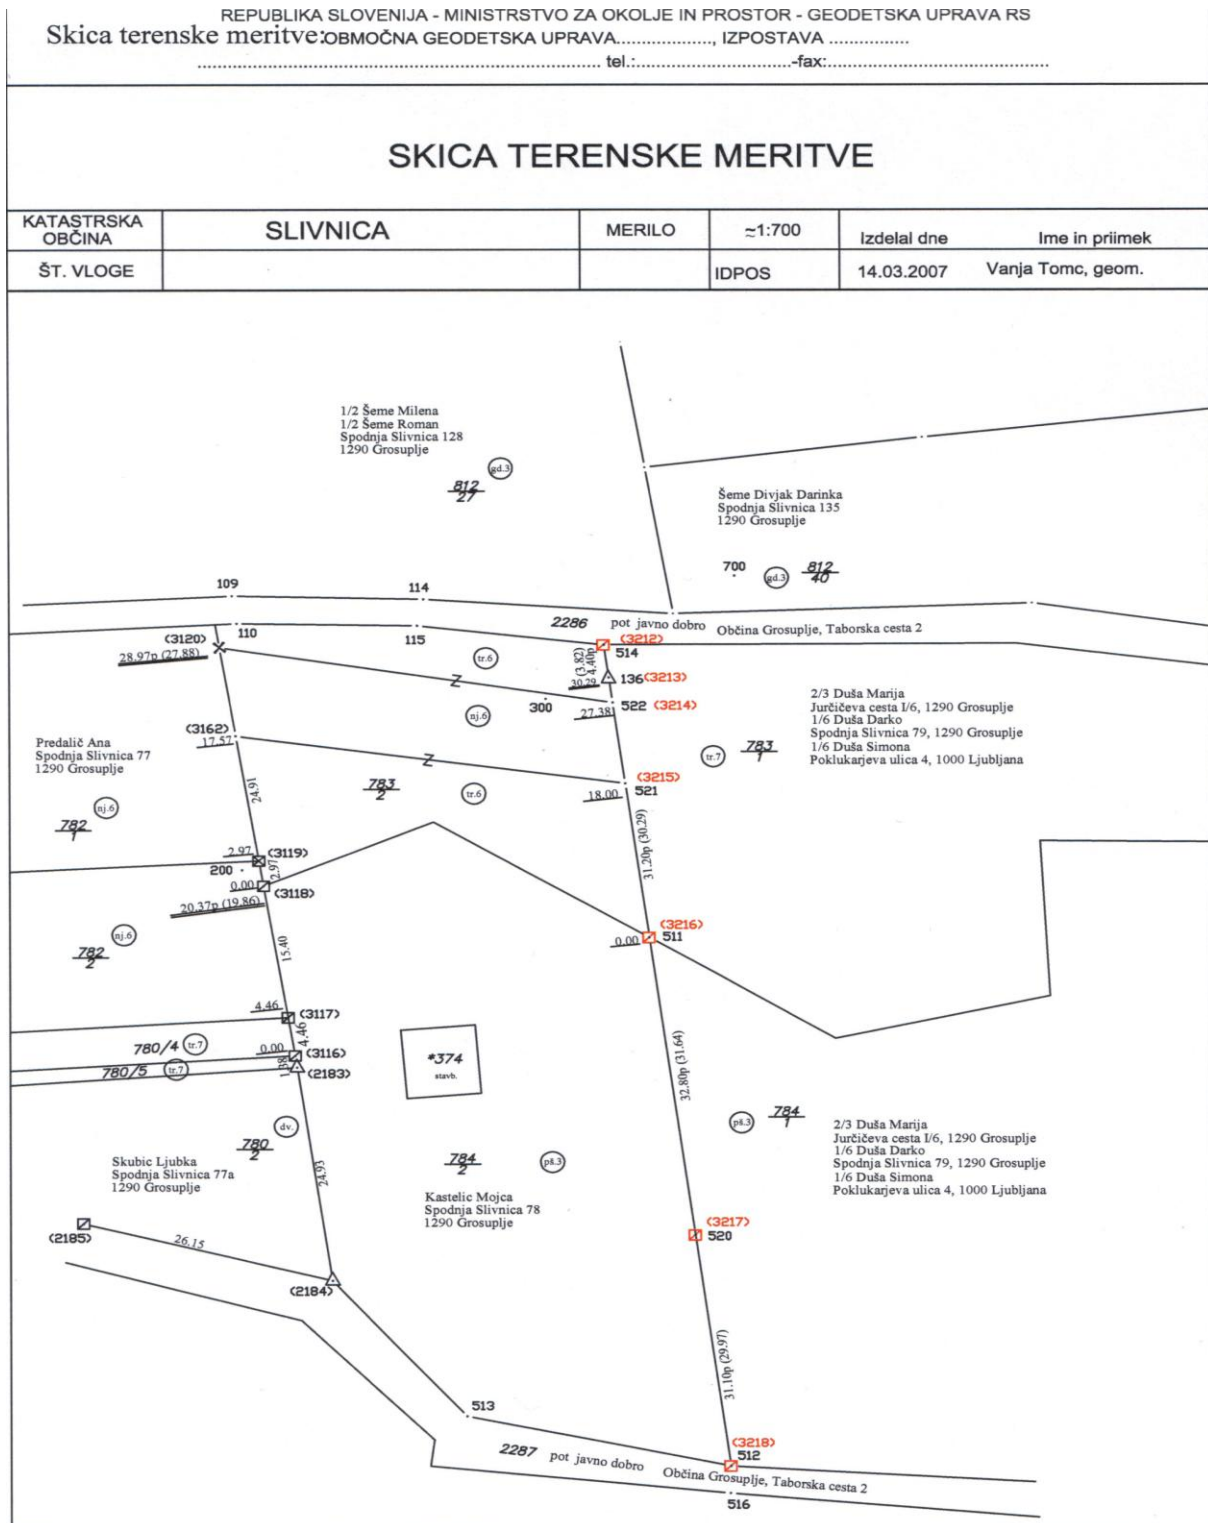 REPUBLIKA SLOVENIJA - MINISTRSTVO ZA OKOLJE IN PROSTOR - GEODETSKA UPRAVA RS
Skica terenske meritve:OBMOČNA GEODETSKA UPRAVA..................., IZPOSTAVA ................
................................................................................. tel.:..............................-fax:..........................................
SKICA TERENSKE MERITVE
KATASTRSKA OBČINA
SLIVNICA
MERILO
≈1:700
Izdelal dne
Ime in priimek
ŠT. VLOGE
IDPOS
14.03.2007
Vanja Tomc, geom.
1/2 Šeme Milena
1/2 Šeme Roman
Spodnja Slivnica 128
1290 Grosuplje
gd.3
812
27
Šeme Divjak Darinka
Spodnja Slivnica 135
1290 Grosuplje
700
gd.3
812
40
109
114
110
115
2286
pot javno dobro
Občina Grosuplje, Taborska cesta 2
(3120)
28.97p (27.88)
(3212)
514
tr.6
(3.82)
4.40p
30.29
136
(3213)
300
522
(3214)
27.38
nj.6
2/3 Duša Marija
Jurčičeva cesta I/6, 1290 Grosuplje
1/6 Duša Darko
Spodnja Slivnica 79, 1290 Grosuplje
1/6 Duša Simona
Poklukarjeva ulica 4, 1000 Ljubljana
(3162)
17.57
Predalič Ana
Spodnja Slivnica 77
1290 Grosuplje
tr.7
783
1
(3215)
521
18.00
24.91
783
2
tr.6
nj.6
782
1
31.20p (30.29)
2.97
(3119)
200
2.97
0.00
(3118)
20.37p (19.86)
(3216)
511
0.00
nj.6
782
2
15.40
4.46
(3117)
4.46
780/4
tr.7
0.00
(3116)
780/5
tr.7
1.38
(2183)
*374
stavb.
32.80p (31.64)
dv.
780
2
pš.3
784
1
2/3 Duša Marija
Jurčičeva cesta I/6, 1290 Grosuplje
1/6 Duša Darko
Spodnja Slivnica 79, 1290 Grosuplje
1/6 Duša Simona
Poklukarjeva ulica 4, 1000 Ljubljana
Skubic Ljubka
Spodnja Slivnica 77a
1290 Grosuplje
24.93
784
2
pš.3
Kastelic Mojca
Spodnja Slivnica 78
1290 Grosuplje
(2185)
26.15
(3217)
520
(2184)
31.10p (29.97)
513
(3218)
512
2287
pot javno dobro
Občina Grosuplje, Taborska cesta 2
516